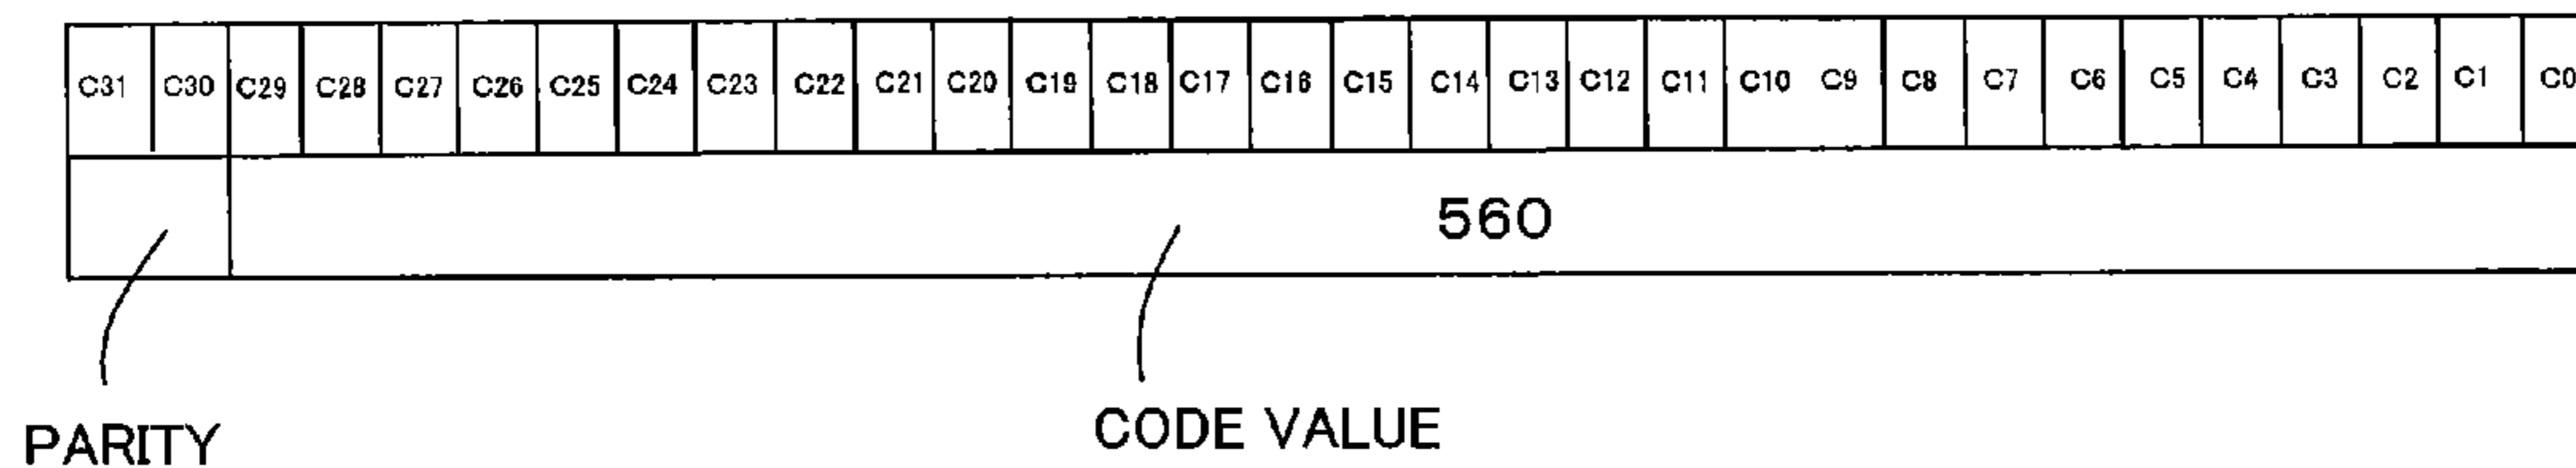 C31 C30 C29 C28 C27 C26 C25 C24 C23 C22 C21 C20 C19 C18 C17 C16 C15 C14 C13 C12 C11 C10 C9 C8 C7 C6 C5 C4 C3 C2 C1 C0
560
CODE VALUE
PARITY